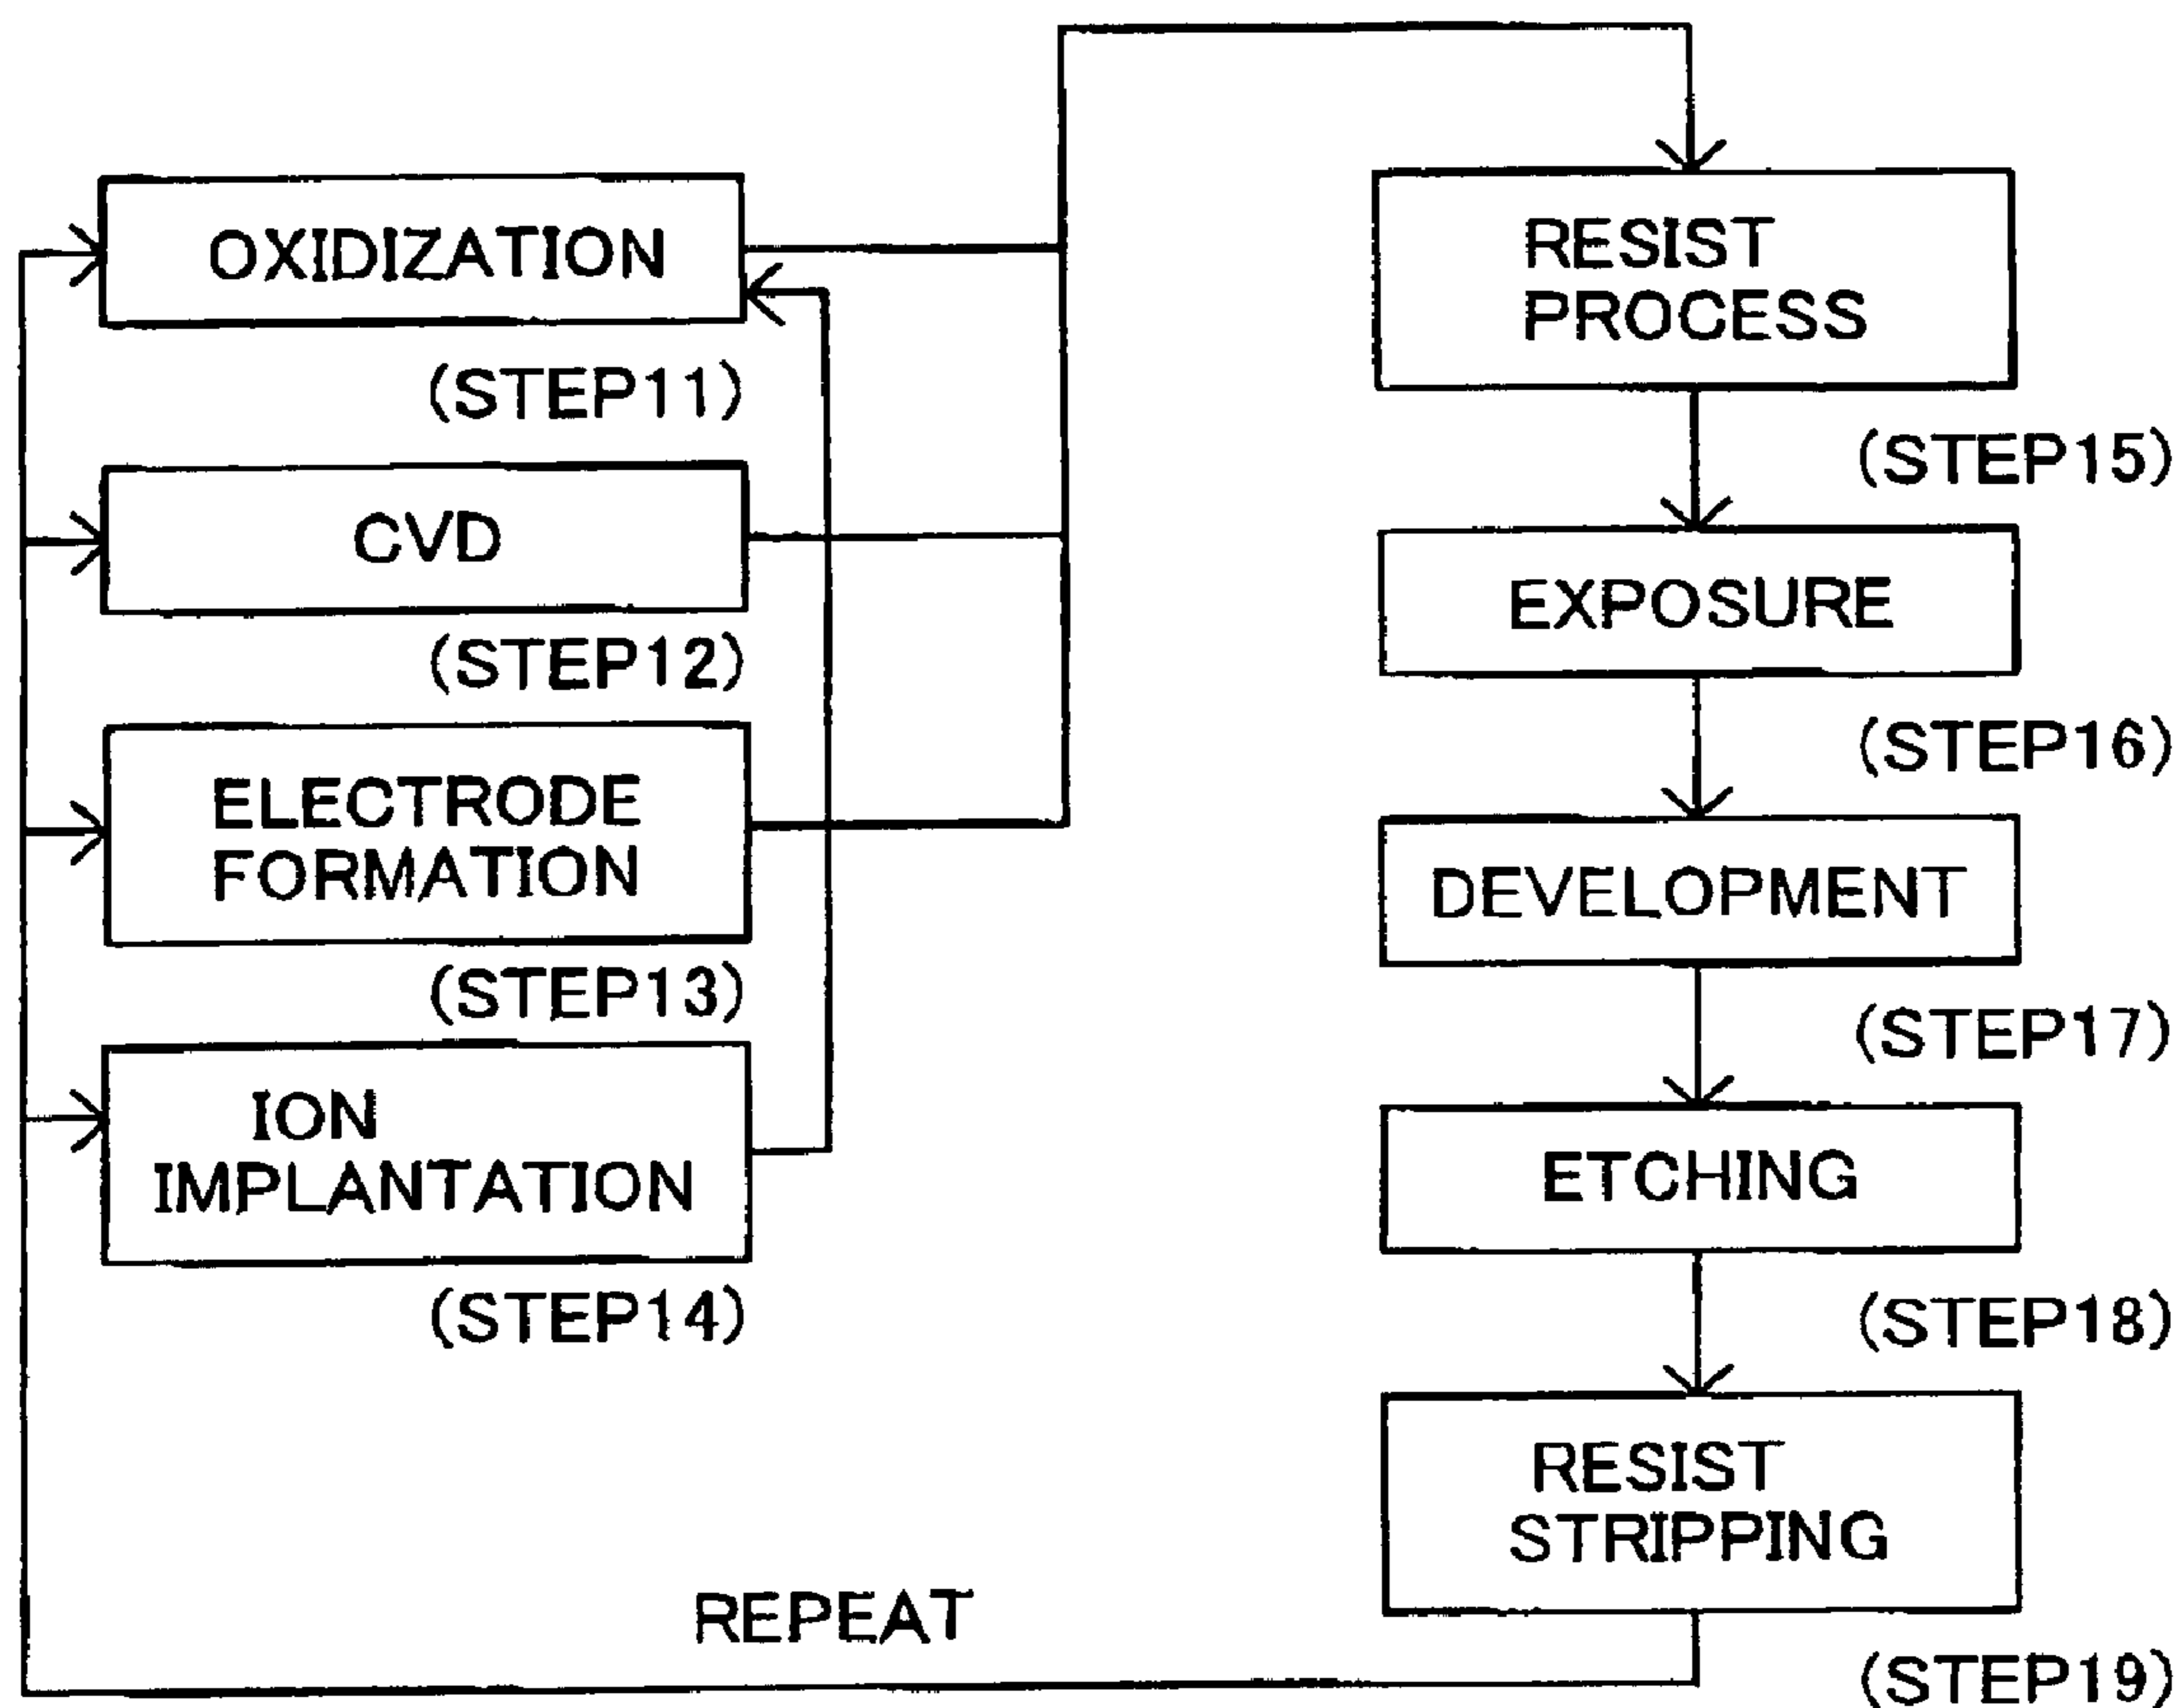 OXIDIZATION
(STEP11)
CVD
(STEP12)
ELECTRODE
FORMATION
(STEP13)
ION
IMPLANTATION
(STEP14)
RESIST
PROCESS
(STEP15)
EXPOSURE
(STEP16)
DEVELOPMENT
(STEP17)
ETCHING
(STEP18)
RESIST
STRIPPING
(STEP19)
REPEAT